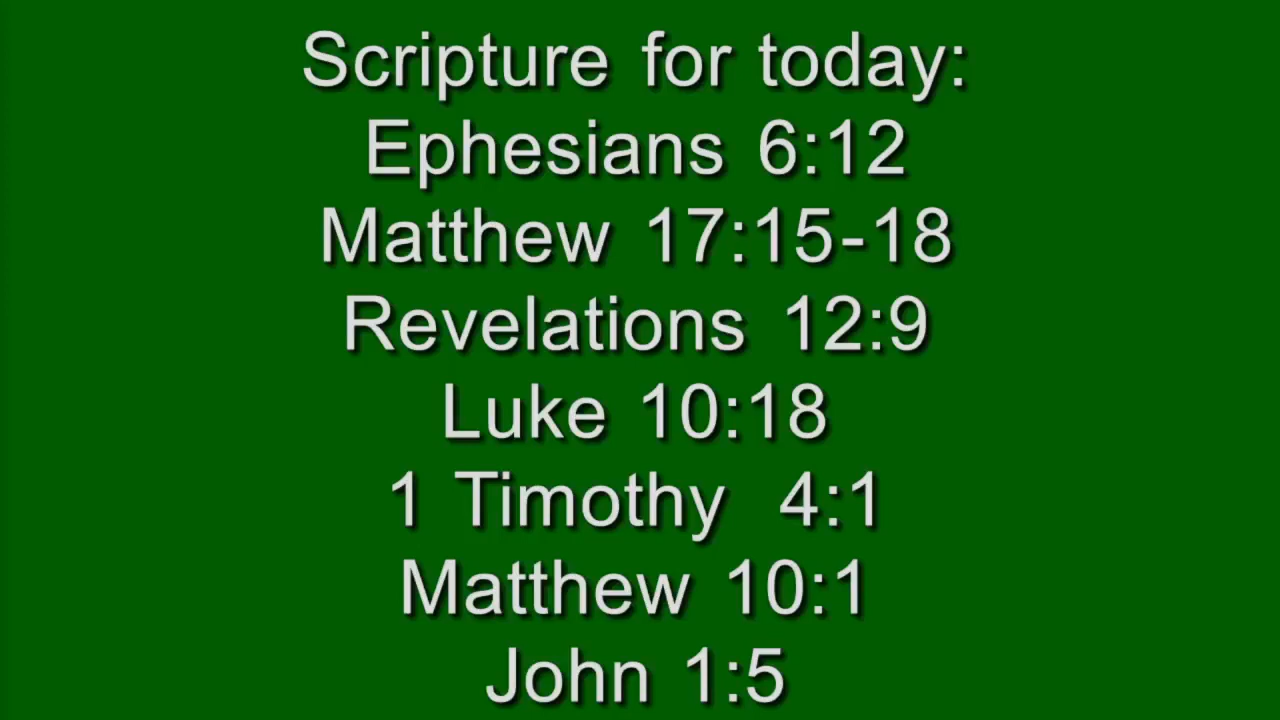 Scripture for today:
Ephesians 6:12
Matthew 17:15-18
Revelations 12:9
Luke 10:18
1 Timothy 4:1
Matthew 10:1
John 1:5